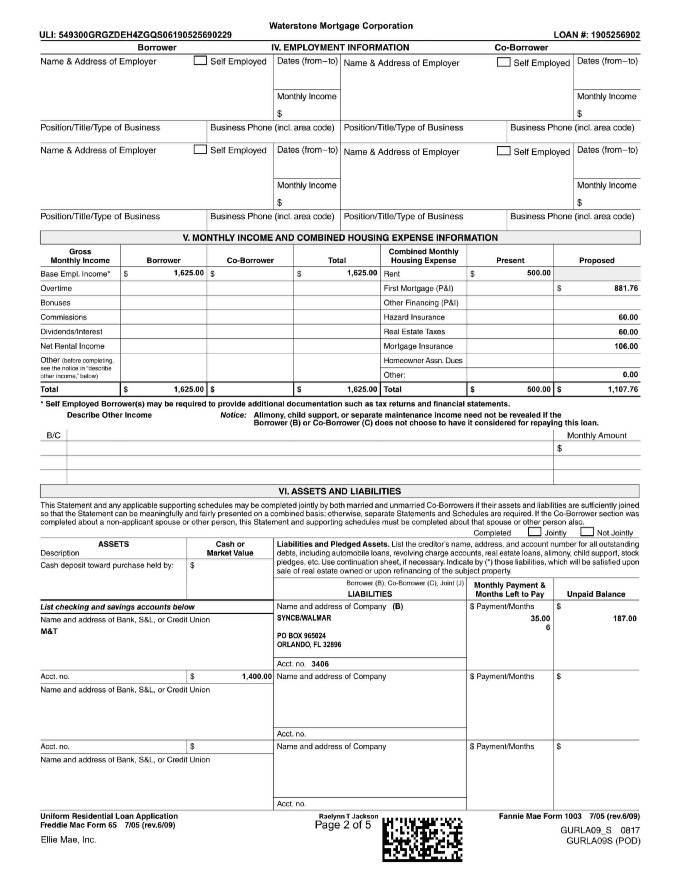 Waterstone Mortgage Corporation
ULI: 549300GRGZDEH4ZGQS06190525690229 LOAN #: 1905256902
Borrower IV. EMPLOYMENT INFORMATION Co-Borrower
Name & Address of Employer Self Employed Dates (from–to) Name & Address of Employer Self Employed Dates (from–to)
Monthly Income Monthly Income
$ $
Position/Title/Type of Business Business Phone (incl. area code) Position/Title/Type of Business Business Phone (incl. area code)
Name & Address of Employer Self Employed Dates (from–to) Name & Address of Employer Self Employed Dates (from–to)
Monthly Income Monthly Income
$ $
Position/Title/Type of Business Business Phone (incl. area code) Position/Title/Type of Business Business Phone (incl. area code)
V. MONTHLY INCOME AND COMBINED HOUSING EXPENSE INFORMATION
Gross Combined Monthly
Monthly Income Borrower Co-Borrower Total Housing Expense Present Proposed
Base Empl. Income* $ 1,625.00 $ $ 1,625.00 Rent $ 500.00
Overtime First Mortgage (P&I) $ 881.76
Bonuses Other Financing (P&I)
Commissions Hazard Insurance 60.00
Dividends/Interest Real Estate Taxes 60.00
Net Rental Income Mortgage Insurance 106.00
Other (before completing, Homeowner Assn. Dues
see the notice in "describe
other income," below) Other: 0.00
Total $ 1,625.00 $ $ 1,625.00 Total $ 500.00 $ 1,107.76
* Self Employed Borrower(s) may be required to provide additional documentation such as tax returns and financial statements.
Describe Other Income Notice: Alimony, child support, or separate maintenance income need not be revealed if the
Borrower (B) or Co-Borrower (C) does not choose to have it considered for repaying this loan.
B/C Monthly Amount
$
VI. ASSETS AND LIABILITIES
This Statement and any applicable supporting schedules may be completed jointly by both married and unmarried Co-Borrowers if their assets and liabilities are sufficiently joined
so that the Statement can be meaningfully and fairly presented on a combined basis; otherwise, separate Statements and Schedules are required. If the Co-Borrower section was
completed about a non-applicant spouse or other person, this Statement and supporting schedules must be completed about that spouse or other person also.
Completed Jointly Not Jointly
ASSETS Cash or Liabilities and Pledged Assets. List the creditor's name, address, and account number for all outstanding
Description Market Value debts, including automobile loans, revolving charge accounts, real estate loans, alimony, child support, stock
Cash deposit toward purchase held by: $ pledges, etc. Use continuation sheet, if necessary. Indicate by (*) those liabilities, which will be satisfied upon
sale of real estate owned or upon refinancing of the subject property.
Borrower (B), Co-Borrower (C), Joint (J) Monthly Payment &
LIABILITIES Months Left to Pay Unpaid Balance
List checking and savings accounts below Name and address of Company (B) $ Payment/Months $
Name and address of Bank, S&L, or Credit Union SYNCB/WALMAR 35.00 187.00
M&T 6
PO BOX 965024
ORLANDO, FL 32896
Acct. no. 3406
Acct. no. $ 1,400.00 Name and address of Company $ Payment/Months $
Name and address of Bank, S&L, or Credit Union
Acct. no.
Acct. no. $ Name and address of Company $ Payment/Months $
Name and address of Bank, S&L, or Credit Union
Acct. no.
Uniform Residential Loan Application Raelynn T Jackson Fannie Mae Form 1003 7/05 (rev.6/09)
Freddie Mac Form 65 7/05 (rev.6/09) Page 2 of 5
GURLA09_S 0817
Ellie Mae, Inc. GURLA09S (POD)